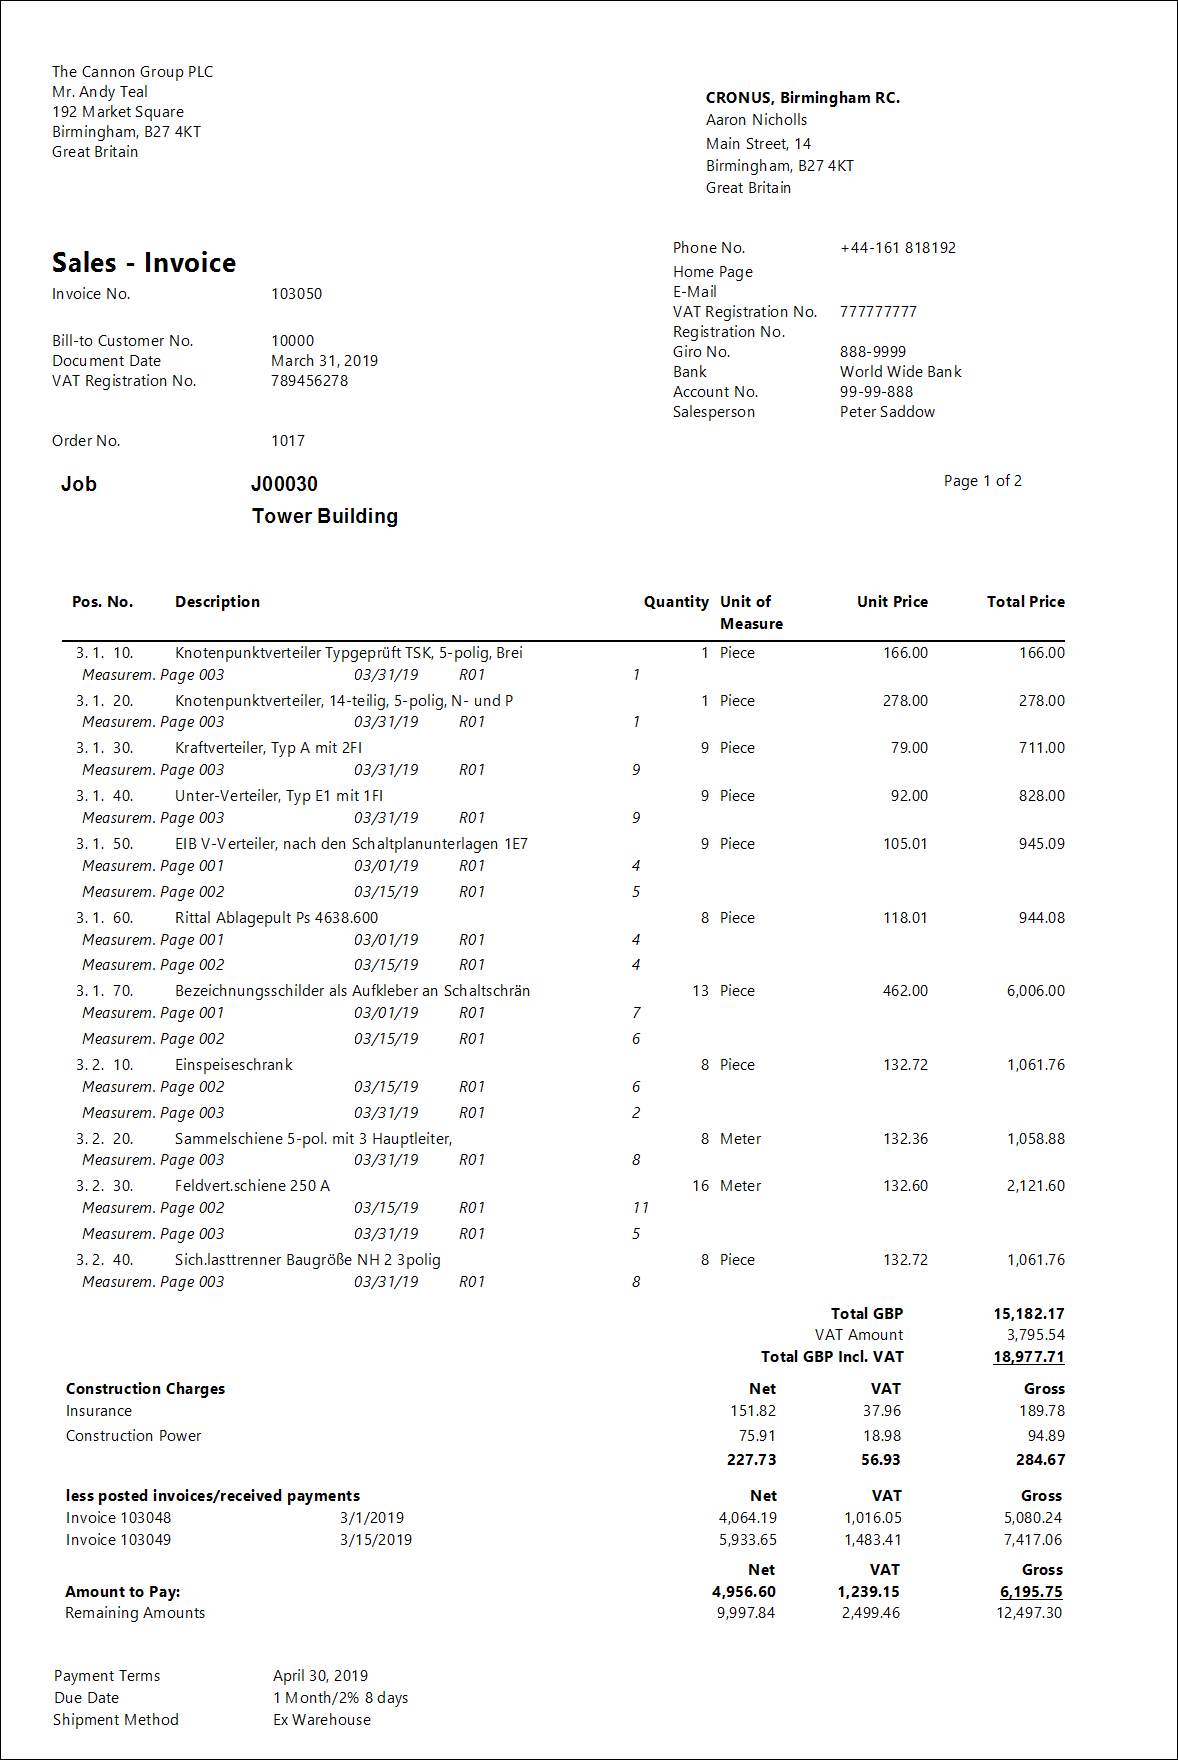 The Cannon Group PLC
Mr. Andy Teal
192 Market Square
Birmingham, B27 4KT
Great Britain
CRONUS, Birmingham RC.
Aaron Nicholls
Main Street, 14
Birmingham, B27 4KT
Great Britain
Sales - Invoice
Invoice No. 103050
Bill-to Customer No. 10000
Document Date March 31, 2019
VAT Registration No. 789456278
Order No. 1017
Phone No. +44-161 818192
Home Page
E-Mail
VAT Registration No. 777777777
Registration No.
Giro No. 888-9999
Bank World Wide Bank
Account No. 99-99-888
Salesperson Peter Saddow
Job J00030
Tower Building
Page 1 of 2
Pos. No. Description Quantity Unit of Measure Unit Price Total Price
3. 1. 10. Knotenpunktverteiler Typgeprüft TSK, 5-polig, Brei 1 Piece 166.00 166.00
Measurem. Page 003 03/31/19 R01 1
3. 1. 20. Knotenpunktverteiler, 14-teilig, 5-polig, N- und P 1 Piece 278.00 278.00
Measurem. Page 003 03/31/19 R01 1
3. 1. 30. Kraftverteiler, Typ A mit 2FI 9 Piece 79.00 711.00
Measurem. Page 003 03/31/19 R01 9
3. 1. 40. Unter-Verteiler, Typ E1 mit 1FI 9 Piece 92.00 828.00
Measurem. Page 003 03/31/19 R01 9
3. 1. 50. EIB V-Verteiler, nach den Schaltplanunterlagen 1E7 9 Piece 105.01 945.09
Measurem. Page 001 03/01/19 R01 4
Measurem. Page 002 03/15/19 R01 5
3. 1. 60. Rittal Ablagepult Ps 4638.600 8 Piece 118.01 944.08
Measurem. Page 001 03/01/19 R01 4
Measurem. Page 002 03/15/19 R01 4
3. 1. 70. Bezeichnungsschilder als Aufkleber an Schaltschrän 13 Piece 462.00 6,006.00
Measurem. Page 001 03/01/19 R01 7
Measurem. Page 002 03/15/19 R01 6
3. 2. 10. Einspeiseschrank 8 Piece 132.72 1,061.76
Measurem. Page 002 03/15/19 R01 6
Measurem. Page 003 03/31/19 R01 2
3. 2. 20. Sammelschiene 5-pol. mit 3 Hauptleiter, 8 Meter 132.36 1,058.88
Measurem. Page 003 03/31/19 R01 8
3. 2. 30. Feldvert.schiene 250 A 16 Meter 132.60 2,121.60
Measurem. Page 002 03/15/19 R01 11
Measurem. Page 003 03/31/19 R01 5
3. 2. 40. Sich.lasttrenner Baugröße NH 2 3polig 8 Piece 132.72 1,061.76
Measurem. Page 003 03/31/19 R01 8
Total GBP 15,182.17
VAT Amount 3,795.54
Total GBP Incl. VAT 18,977.71
Construction Charges Net VAT Gross
Insurance 151.82 37.96 189.78
Construction Power 75.91 18.98 94.89
227.73 56.93 284.67
less posted invoices/received payments Net VAT Gross
Invoice 103048 3/1/2019 4,064.19 1,016.05 5,080.24
Invoice 103049 3/15/2019 5,933.65 1,483.41 7,417.06
Net VAT Gross
Amount to Pay: 4,956.60 1,239.15 6,195.75
Remaining Amounts 9,997.84 2,499.46 12,497.30
Payment Terms April 30, 2019
Due Date 1 Month/2% 8 days
Shipment Method Ex Warehouse